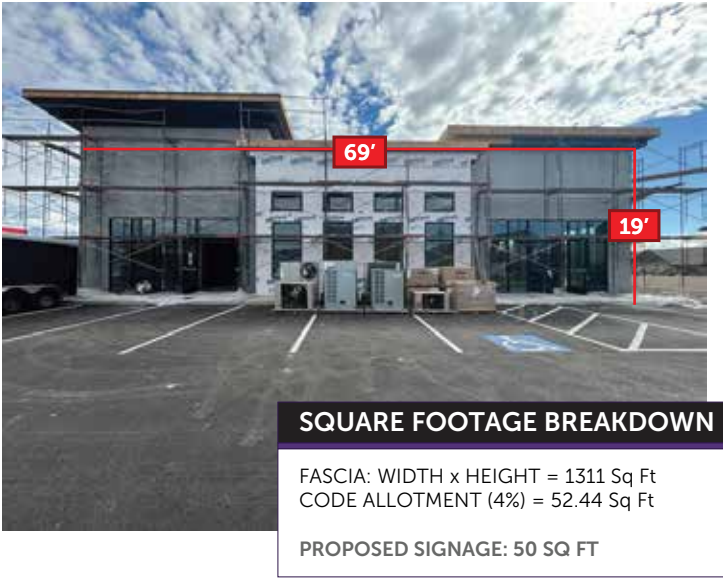 69’
19’
SQUARE FOOTAGE BREAKDOWN
FASCIA: WIDTH x HEIGHT = 1311 Sq Ft
CODE ALLOTMENT (4%) = 52.44 Sq Ft
PROPOSED SIGNAGE: 50 SQ FT